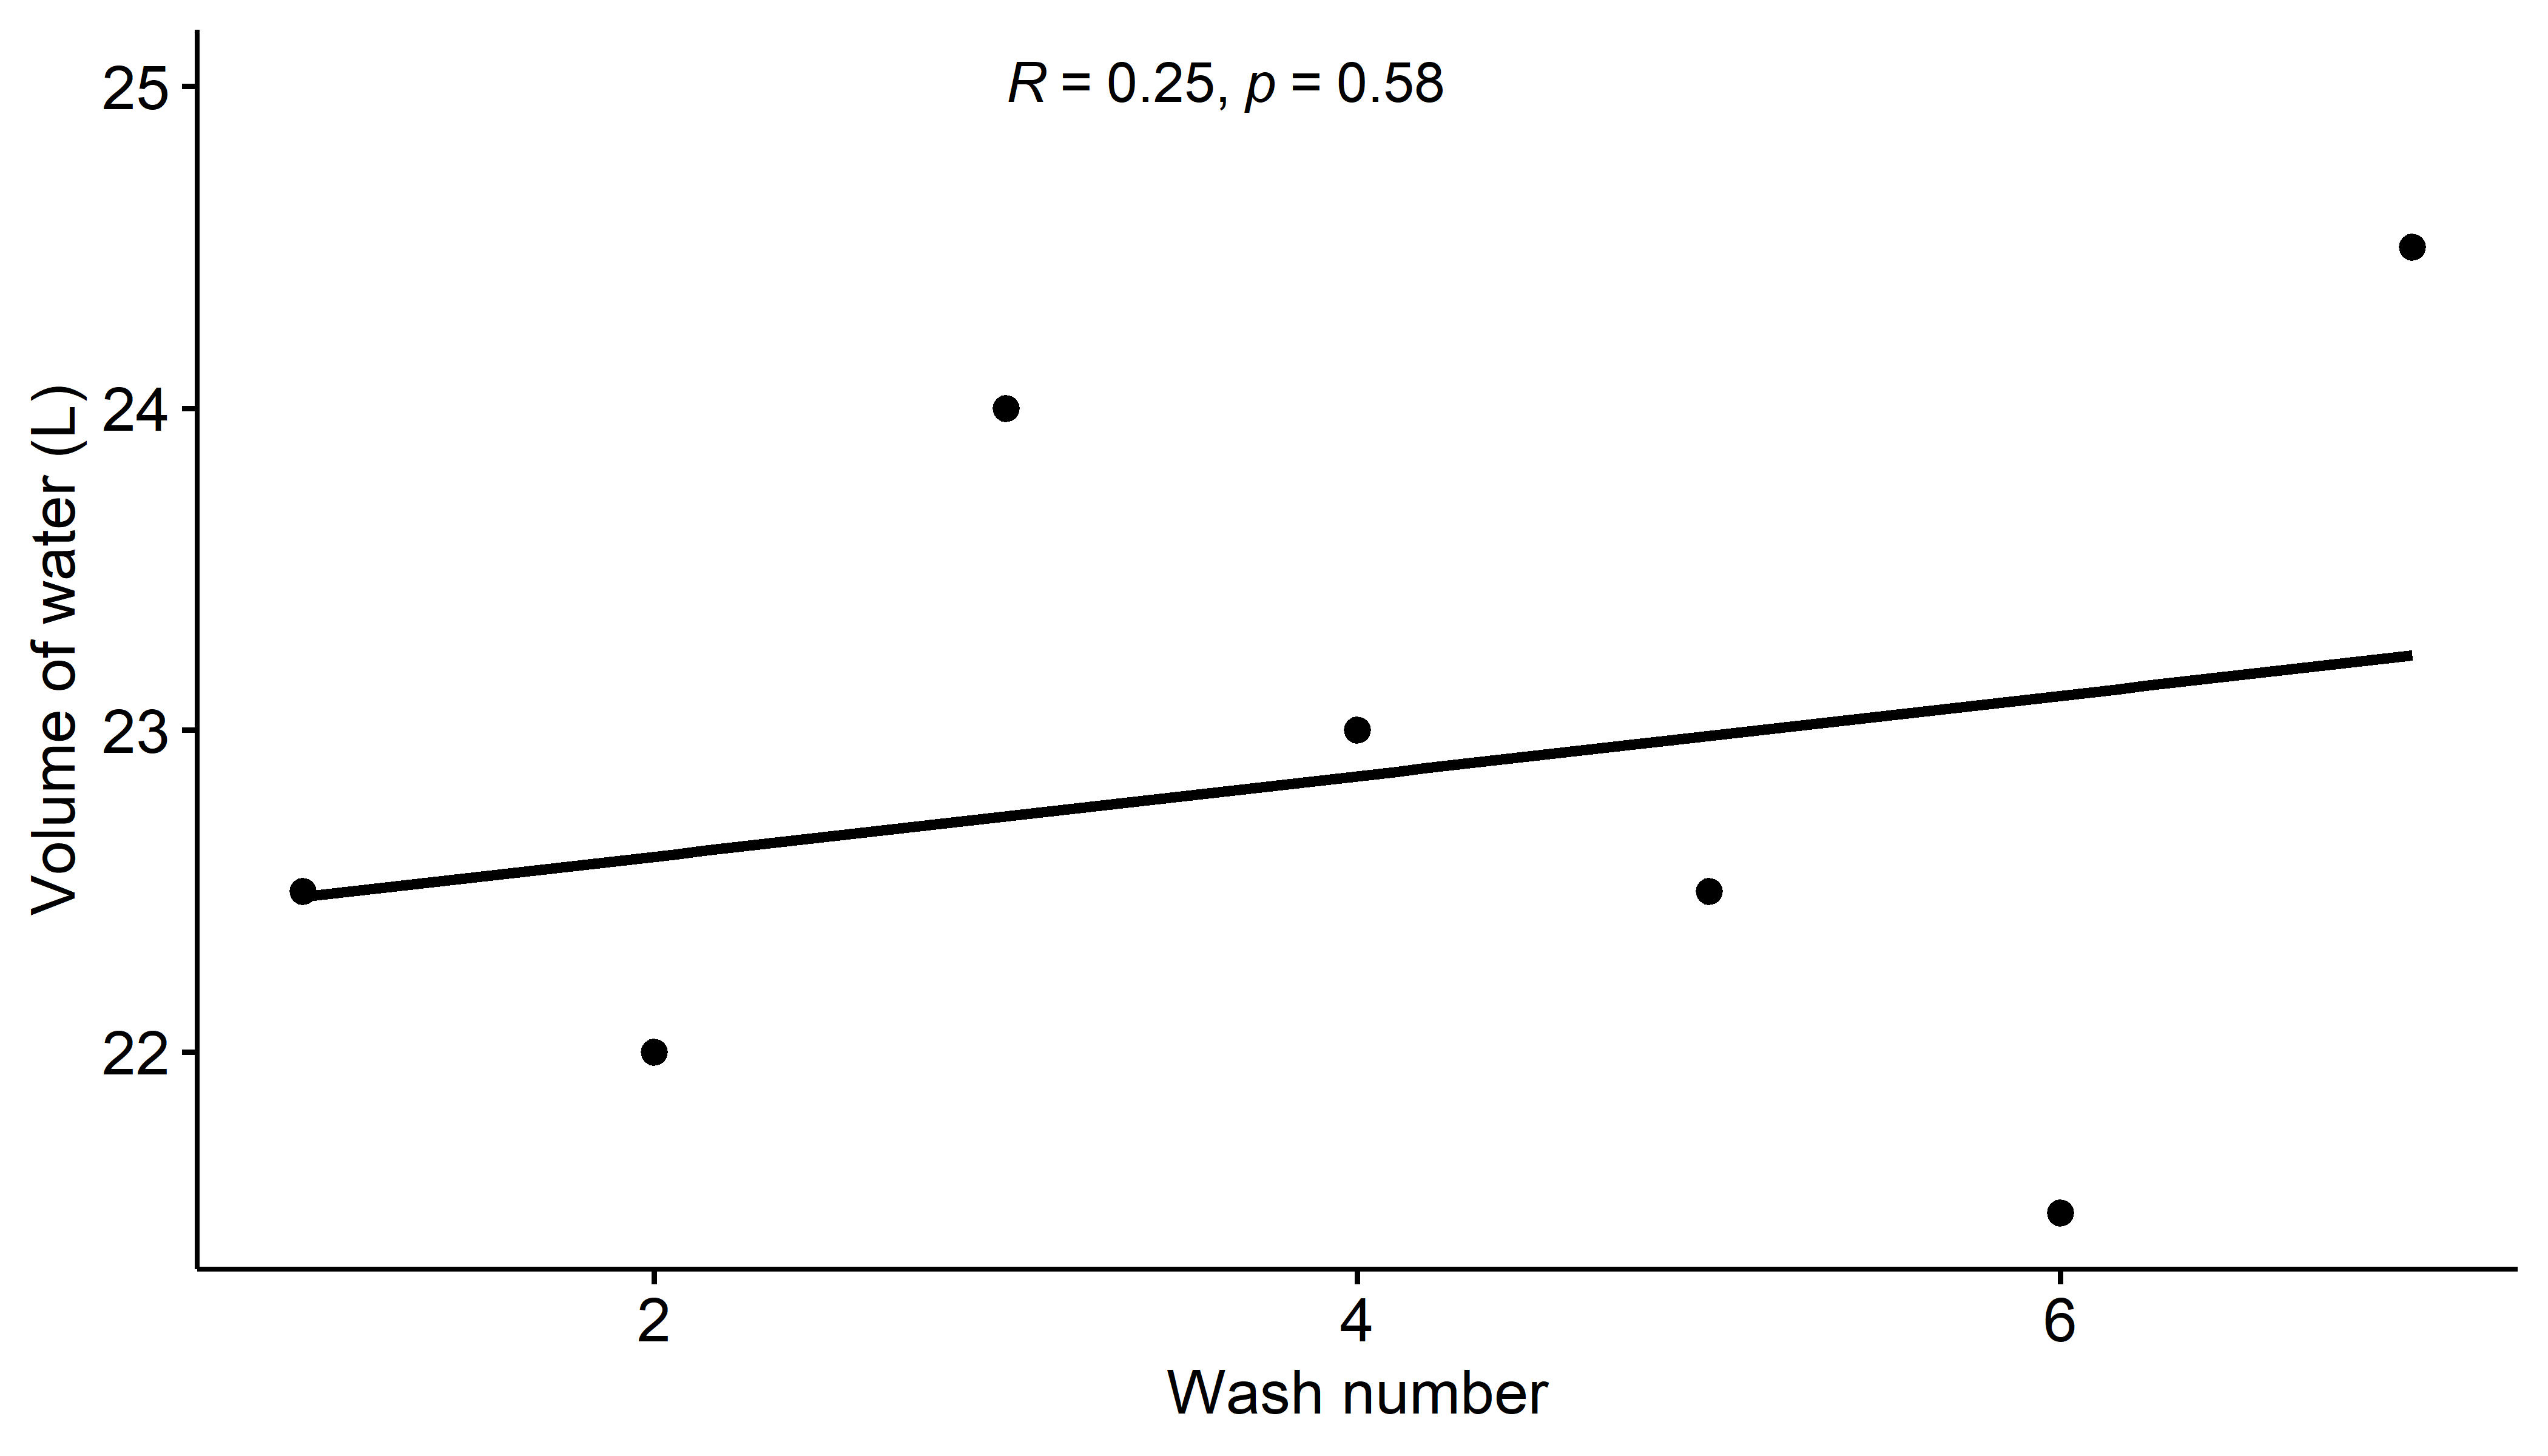 R = 0.25, p = 0.58
25
24
23
22
Volume of water (L)
2
4
6
Wash number